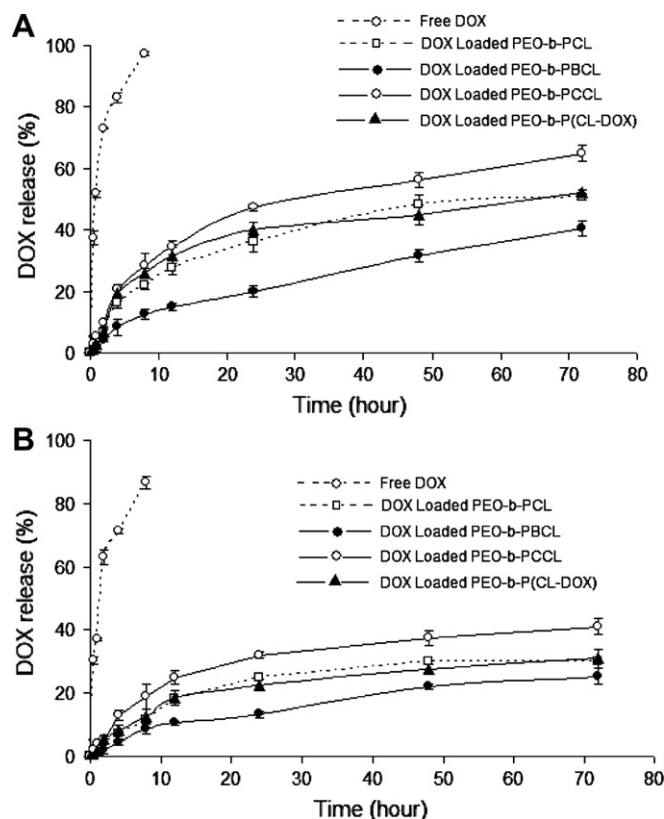 A
Free DOX
DOX Loaded PEO-b-PCL
DOX Loaded PEO-b-PBCL
DOX Loaded PEO-b-PCCL
DOX Loaded PEO-b-P(CL-DOX)
DOX release (%)
100
80
60
40
20
0
0 10 20 30 40 50 60 70 80
Time (hour)
B
Free DOX
DOX Loaded PEO-b-PCL
DOX Loaded PEO-b-PBCL
DOX Loaded PEO-b-PCCL
DOX Loaded PEO-b-P(CL-DOX)
DOX release (%)
100
80
60
40
20
0
0 10 20 30 40 50 60 70 80
Time (hour)